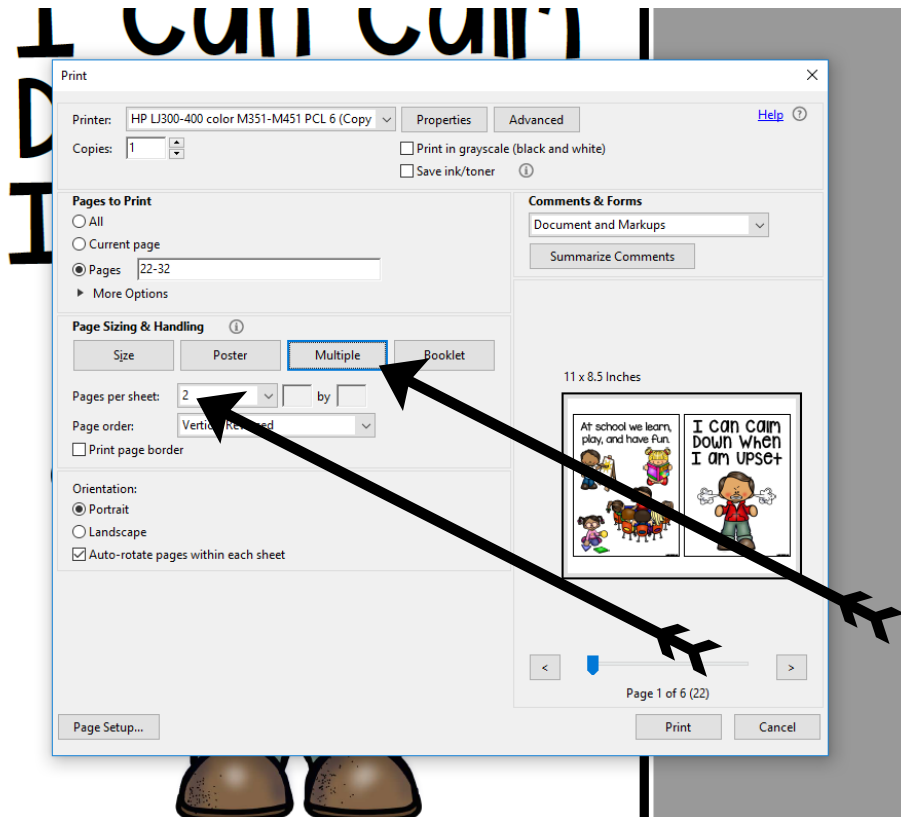 I Can Calm
D
I
Print
Printer: HP LJ300-400 color M351-M451 PCL 6 (Copy Properties Advanced Help
Copies: 1 Print in grayscale (black and white)
Save ink/toner
Pages to Print
All
Current page
Pages 22-32
More Options
Comments & Forms
Document and Markups
Summarize Comments
Page Sizing & Handling
Size Poster Multiple Booklet
Pages per sheet: 2 by
Page order:
Print page border
Orientation:
Portrait
Landscape
Auto-rotate pages within each sheet
11 x 8.5 Inches
At school we learn,
play, and have fun.
I Can Calm
Down When
I am Upset
< >
Page 1 of 6 (22)
Page Setup... Print Cancel